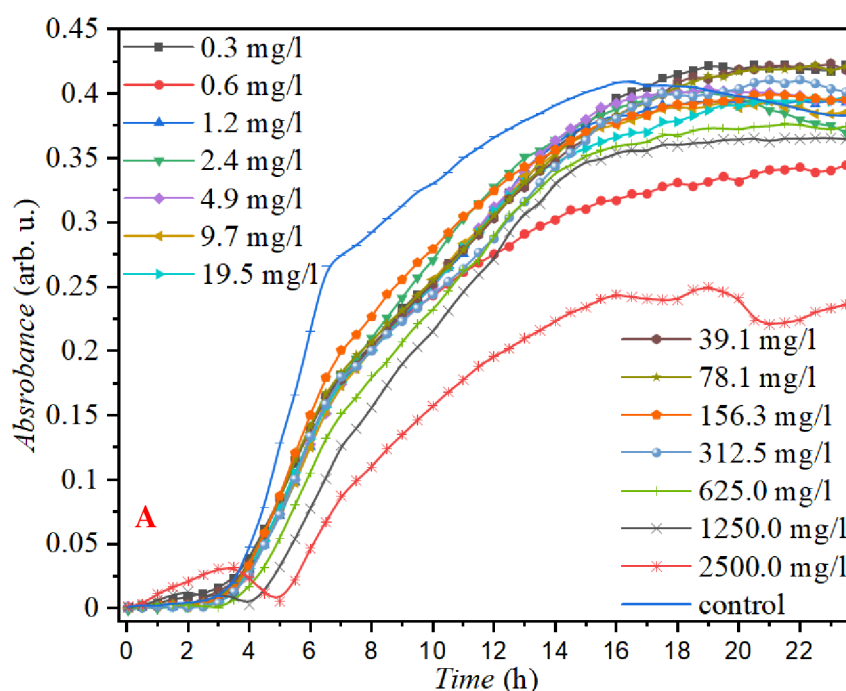 0.45
0.4
0.35
0.3
0.25
0.2
0.15
0.1
0.05
0
Absrobance (arb. u.)
0.3 mg/l
0.6 mg/l
1.2 mg/l
2.4 mg/l
4.9 mg/l
9.7 mg/l
19.5 mg/l
39.1 mg/l
78.1 mg/l
156.3 mg/l
312.5 mg/l
625.0 mg/l
1250.0 mg/l
2500.0 mg/l
control
A
0 2 4 6 8 10 12 14 16 18 20 22
Time (h)